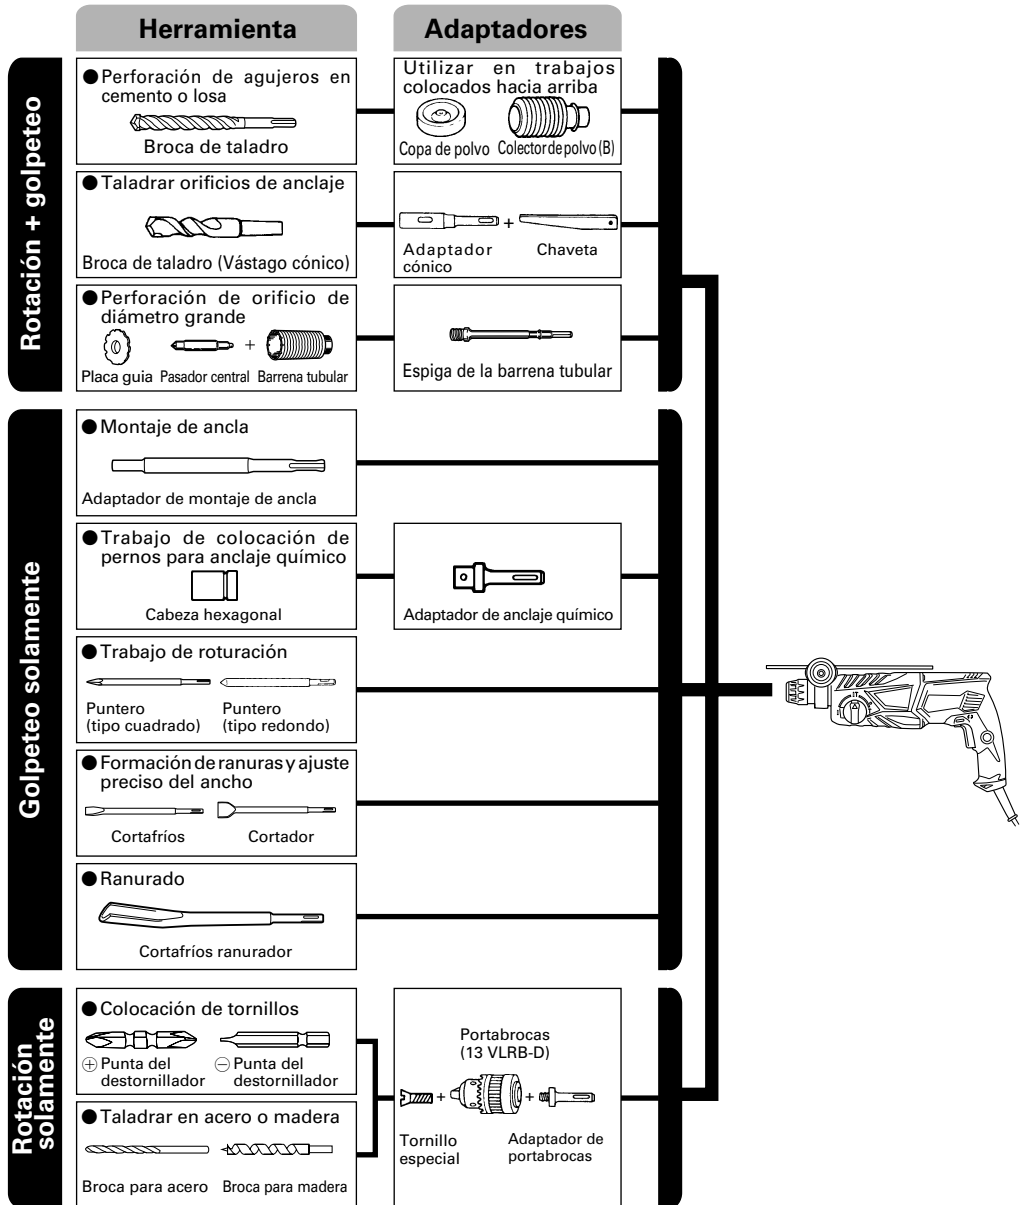 Herramienta
Adaptadores
Rotación + golpeteo
● Perforación de agujeros en
cemento o losa
Broca de taladro
Utilizar en trabajos
colocados hacia arriba
Copa de polvo
Colector de polvo (B)
● Taladrar orificios de anclaje
Broca de taladro (Vástago cónico)
+
Adaptador
cónico
Chaveta
● Perforación de orificio de
diámetro grande
+
Placa guia
Pasador central
Barrena tubular
Espiga de la barrena tubular
Golpeteo solamente
● Montaje de ancla
Adaptador de montaje de ancla
● Trabajo de colocación de
pernos para anclaje químico
Cabeza hexagonal
Adaptador de anclaje químico
● Trabajo de roturación
Puntero
(tipo cuadrado)
Puntero
(tipo redondo)
● Formación de ranuras y ajuste
preciso del ancho
Cortafríos
Cortador
● Ranurado
Cortafríos ranurador
Rotación
solamente
● Colocación de tornillos
⊕ Punta del
destornillador
⊖ Punta del
destornillador
● Taladrar en acero o madera
Broca para acero
Broca para madera
Portabrocas
(13 VLRB-D)
+
+
Tornillo
especial
Adaptador de
portabrocas